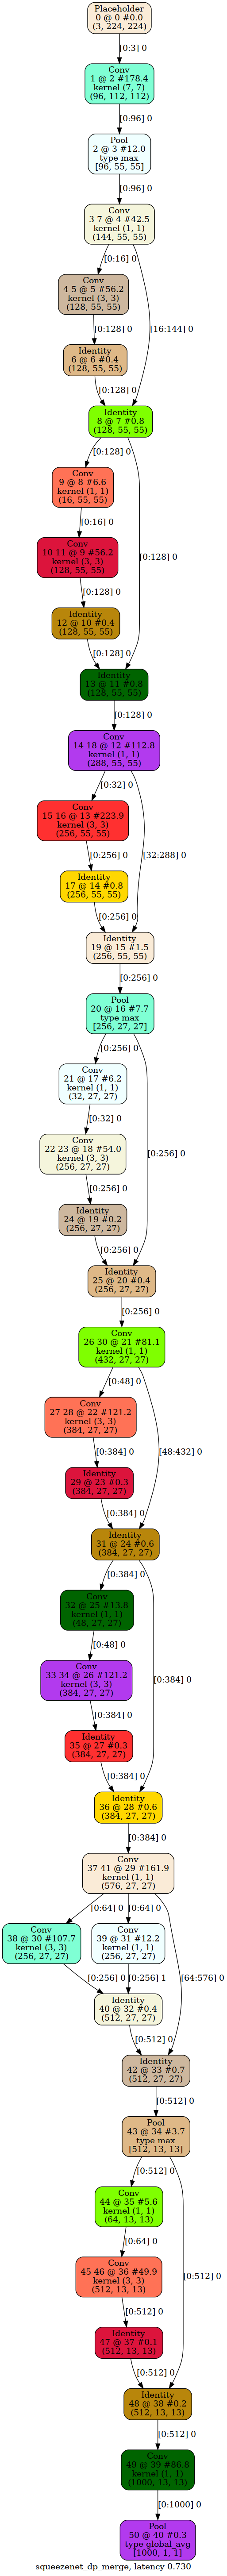 Placeholder
0 @ 0 #0.0
(3, 224, 224)
[0:3] 0
Conv
1 @ 2 #178.4
kernel (7, 7)
(96, 112, 112)
[0:96] 0
Pool
2 @ 3 #12.0
type max
[96, 55, 55]
[0:96] 0
Conv
3 7 @ 4 #42.5
kernel (1, 1)
(144, 55, 55)
[0:16] 0
Conv
4 5 @ 5 #56.2
kernel (3, 3)
(128, 55, 55)
[16:144] 0
[0:128] 0
Identity
6 @ 6 #0.4
(128, 55, 55)
[0:128] 0
Identity
8 @ 7 #0.8
(128, 55, 55)
[0:128] 0
Conv
9 @ 8 #6.6
kernel (1, 1)
(16, 55, 55)
[0:16] 0
Conv
10 11 @ 9 #56.2
kernel (3, 3)
(128, 55, 55)
[0:128] 0
[0:128] 0
Identity
12 @ 10 #0.4
(128, 55, 55)
[0:128] 0
Identity
13 @ 11 #0.8
(128, 55, 55)
[0:128] 0
Conv
14 18 @ 12 #112.8
kernel (1, 1)
(288, 55, 55)
[0:32] 0
Conv
15 16 @ 13 #223.9
kernel (3, 3)
(256, 55, 55)
[0:256] 0
[32:288] 0
Identity
17 @ 14 #0.8
(256, 55, 55)
[0:256] 0
Identity
19 @ 15 #1.5
(256, 55, 55)
[0:256] 0
Pool
20 @ 16 #7.7
type max
[256, 27, 27]
[0:256] 0
Conv
21 @ 17 #6.2
kernel (1, 1)
(32, 27, 27)
[0:32] 0
Conv
22 23 @ 18 #54.0
kernel (3, 3)
(256, 27, 27)
[0:256] 0
[0:256] 0
Identity
24 @ 19 #0.2
(256, 27, 27)
[0:256] 0
Identity
25 @ 20 #0.4
(256, 27, 27)
[0:256] 0
Conv
26 30 @ 21 #81.1
kernel (1, 1)
(432, 27, 27)
[0:48] 0
Conv
27 28 @ 22 #121.2
kernel (3, 3)
(384, 27, 27)
[48:432] 0
[0:384] 0
Identity
29 @ 23 #0.3
(384, 27, 27)
[0:384] 0
Identity
31 @ 24 #0.6
(384, 27, 27)
[0:384] 0
Conv
32 @ 25 #13.8
kernel (1, 1)
(48, 27, 27)
[0:48] 0
Conv
33 34 @ 26 #121.2
kernel (3, 3)
(384, 27, 27)
[0:384] 0
[0:384] 0
Identity
35 @ 27 #0.3
(384, 27, 27)
[0:384] 0
Identity
36 @ 28 #0.6
(384, 27, 27)
[0:384] 0
Conv
37 41 @ 29 #161.9
kernel (1, 1)
(576, 27, 27)
[0:64] 0
[0:64] 0
Conv
38 @ 30 #107.7
kernel (3, 3)
(256, 27, 27)
Conv
39 @ 31 #12.2
kernel (1, 1)
(256, 27, 27)
[64:576] 0
[0:256] 0
[0:256] 1
Identity
40 @ 32 #0.4
(512, 27, 27)
[0:512] 0
Identity
42 @ 33 #0.7
(512, 27, 27)
[0:512] 0
Pool
43 @ 34 #3.7
type max
[512, 13, 13]
[0:512] 0
Conv
44 @ 35 #5.6
kernel (1, 1)
(64, 13, 13)
[0:64] 0
Conv
45 46 @ 36 #49.9
kernel (3, 3)
(512, 13, 13)
[0:512] 0
[0:512] 0
Identity
47 @ 37 #0.1
(512, 13, 13)
[0:512] 0
Identity
48 @ 38 #0.2
(512, 13, 13)
[0:512] 0
Conv
49 @ 39 #86.8
kernel (1, 1)
(1000, 13, 13)
[0:1000] 0
Pool
50 @ 40 #0.3
type global_avg
[1000, 1, 1]
squeezenet_dp_merge, latency 0.730